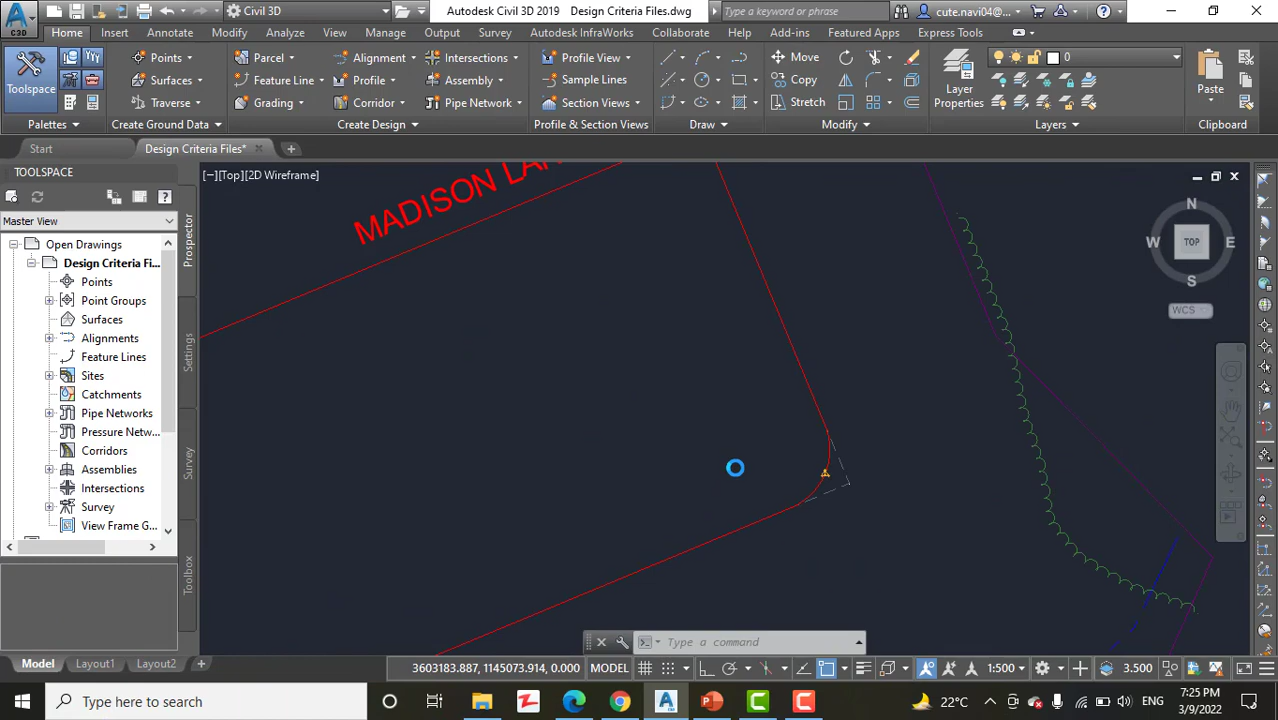 C3D
Civil 3D
Autodesk Civil 3D 2019 Design Criteria Files.dwg
Type a keyword or phrase
cute.navi04@...
Home Insert Annotate Modify Analyze View Manage Output Survey Autodesk InfraWorks Collaborate Help Add-ins Featured Apps Express Tools
Toolspace
Points
Surfaces
Traverse
Parcel
Feature Line
Grading
Alignment
Profile
Corridor
Intersections
Assembly
Pipe Network
Profile View
Sample Lines
Section Views
Move
Copy
Stretch
Layer
Properties
0
Paste
Palettes Create Ground Data Create Design Profile & Section Views Draw Modify Layers Clipboard
Start Design Criteria Files*
TOOLSPACE
Master View
Open Drawings
Design Criteria Fi...
Points
Point Groups
Surfaces
Alignments
Feature Lines
Sites
Catchments
Pipe Networks
Pressure Netw...
Corridors
Assemblies
Intersections
Survey
View Frame G...
Prospector
Settings
Survey
Toolbox
[−][Top][2D Wireframe]
MADISON
N
W TOP E
S
WCS
Type a command
Model Layout1 Layout2
3603183.887, 1145073.914, 0.000 MODEL 1:500 3.500
Type here to search
22°C ENG
7:25 PM
3/9/2022